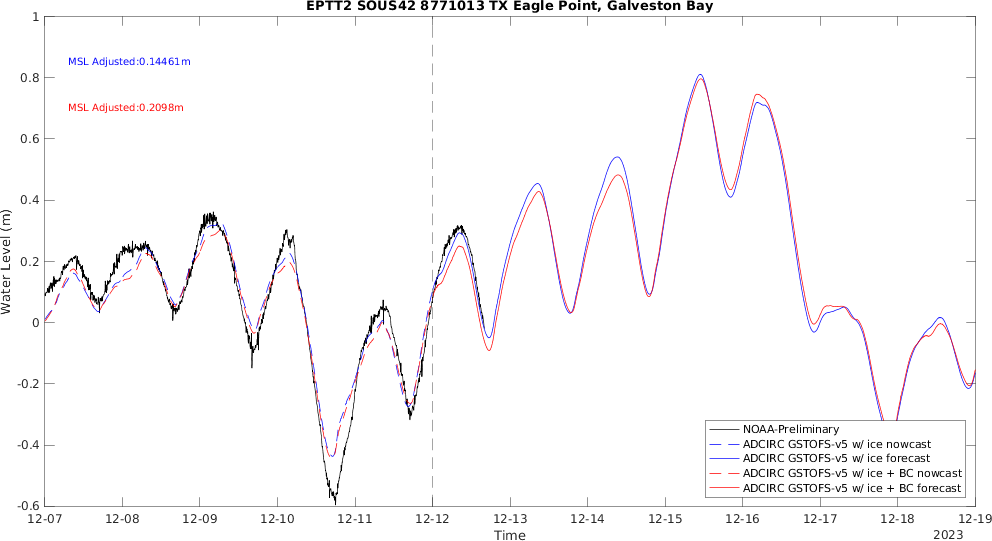 EPTT2 SOUS42 8771013 TX Eagle Point, Galveston Bay
MSL Adjusted:0.14461m
MSL Adjusted:0.2098m
Water Level (m)
1
0.8
0.6
0.4
0.2
0
-0.2
-0.4
-0.6
NOAA-Preliminary
ADCIRC GSTOFS-v5 w/ ice nowcast
ADCIRC GSTOFS-v5 w/ ice forecast
ADCIRC GSTOFS-v5 w/ ice + BC nowcast
ADCIRC GSTOFS-v5 w/ ice + BC forecast
12-07 12-08 12-09 12-10 12-11 12-12 12-13 12-14 12-15 12-16 12-17 12-18 12-19
Time
2023